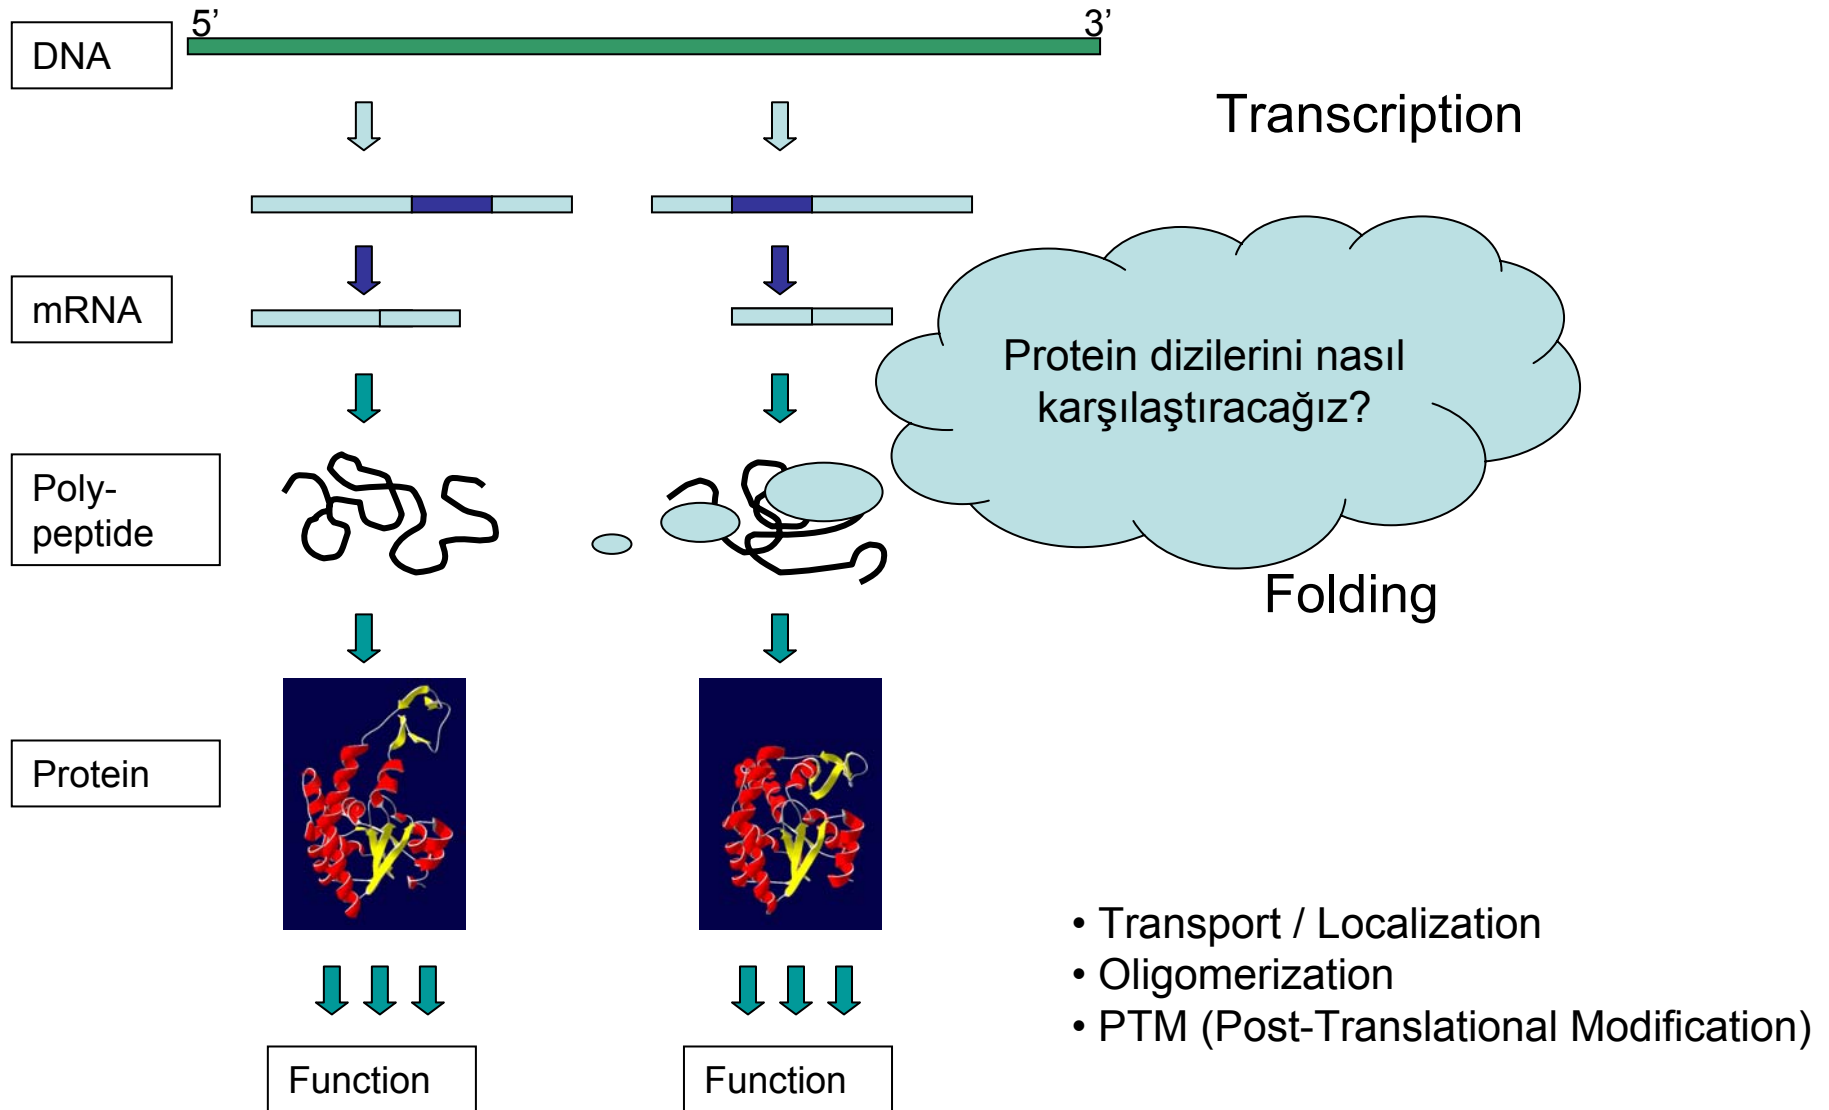 5’
3’
DNA
Transcription
mRNA
Protein dizilerini nasıl
karşılaştıracağız?
Poly-
peptide
Folding
Protein
• Transport / Localization
• Oligomerization
• PTM (Post-Translational Modification)
Function
Function